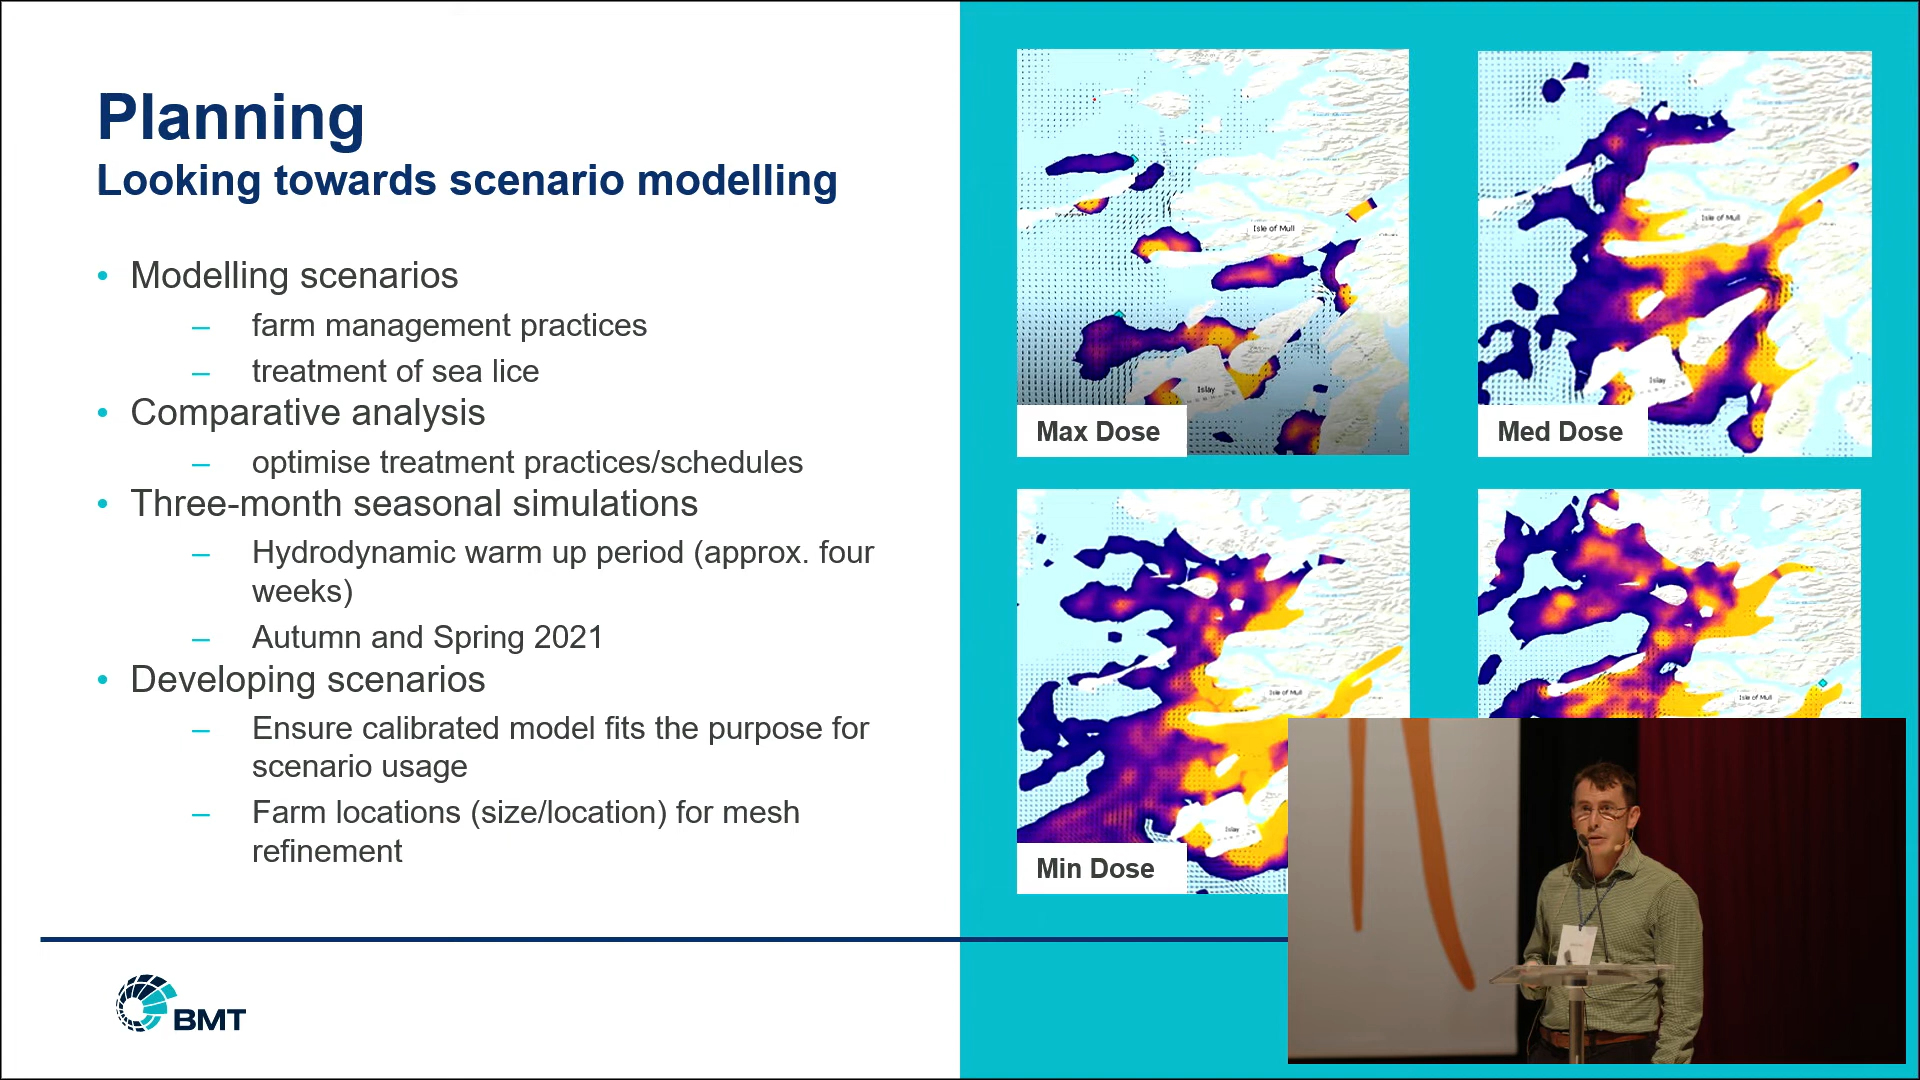 Planning
Looking towards scenario modelling
• Modelling scenarios
– farm management practices
– treatment of sea lice
• Comparative analysis
– optimise treatment practices/schedules
• Three-month seasonal simulations
– Hydrodynamic warm up period (approx. four
weeks)
– Autumn and Spring 2021
• Developing scenarios
– Ensure calibrated model fits the purpose for
scenario usage
– Farm locations (size/location) for mesh
refinement
BMT
Isle of Mull
Islay
Max Dose
Isle of Mull
Islay
Med Dose
Isle of Mull
Islay
Min Dose
Isle of Mull